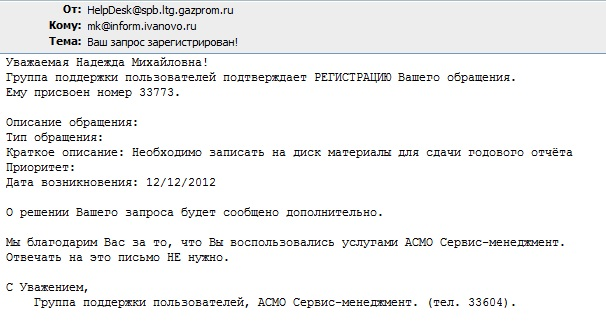 От: HelpDesk@spb.ltg.gazprom.ru
Кому: mk@inform.ivanovo.ru
Тема: Ваш запрос зарегистрирован!
Уважаемая Надежда Михайловна!
Группа поддержки пользователей подтверждает РЕГИСТРАЦИЮ Вашего обращения.
Ему присвоен номер 33773.
Описание обращения:
Тип обращения:
Краткое описание: Необходимо записать на диск материалы для сдачи годового отчёта
Приоритет:
Дата возникновения: 12/12/2012
О решении Вашего запроса будет сообщено дополнительно.
Мы благодарим Вас за то, что Вы воспользовались услугами АСМО Сервис-менеджмент.
Отвечать на это письмо НЕ нужно.
С Уважением,
Группа поддержки пользователей, АСМО Сервис-менеджмент. (тел. 33604).